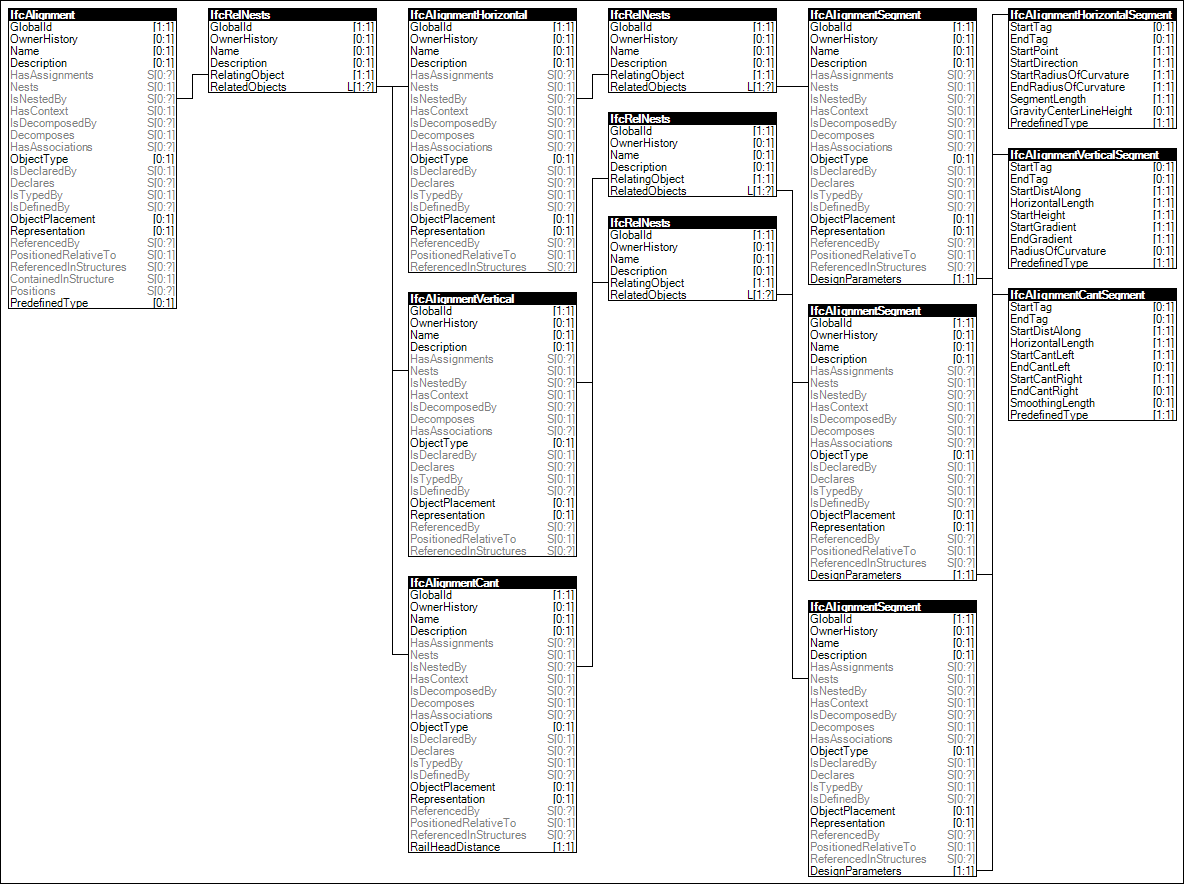 IfcAlignment
GlobalId [1:1]
OwnerHistory [0:1]
Name [0:1]
Description [0:1]
HasAssignments S[0:?]
Nests S[0:1]
IsNestedBy S[0:?]
HasContext S[0:1]
IsDecomposedBy S[0:?]
Decomposes S[0:1]
HasAssociations S[0:?]
ObjectType [0:1]
IsDeclaredBy S[0:1]
Declares S[0:?]
IsTypedBy S[0:1]
IsDefinedBy S[0:?]
ObjectPlacement [0:1]
Representation [0:1]
ReferencedBy S[0:?]
PositionedRelativeTo S[0:1]
ReferencedInStructures S[0:?]
ContainedInStructure S[0:1]
Positions S[0:?]
PredefinedType [0:1]
IfcRelNests
GlobalId [1:1]
OwnerHistory [0:1]
Name [0:1]
Description [0:1]
RelatingObject [1:1]
RelatedObjects L[1:?]
IfcAlignmentHorizontal
GlobalId [1:1]
OwnerHistory [0:1]
Name [0:1]
Description [0:1]
HasAssignments S[0:?]
Nests S[0:1]
IsNestedBy S[0:?]
HasContext S[0:1]
IsDecomposedBy S[0:?]
Decomposes S[0:1]
HasAssociations S[0:?]
ObjectType [0:1]
IsDeclaredBy S[0:1]
Declares S[0:?]
IsTypedBy S[0:1]
IsDefinedBy S[0:?]
ObjectPlacement [0:1]
Representation [0:1]
ReferencedBy S[0:?]
PositionedRelativeTo S[0:1]
ReferencedInStructures S[0:?]
IfcAlignmentVertical
GlobalId [1:1]
OwnerHistory [0:1]
Name [0:1]
Description [0:1]
HasAssignments S[0:?]
Nests S[0:1]
IsNestedBy S[0:?]
HasContext S[0:1]
IsDecomposedBy S[0:?]
Decomposes S[0:1]
HasAssociations S[0:?]
ObjectType [0:1]
IsDeclaredBy S[0:1]
Declares S[0:?]
IsTypedBy S[0:1]
IsDefinedBy S[0:?]
ObjectPlacement [0:1]
Representation [0:1]
ReferencedBy S[0:?]
PositionedRelativeTo S[0:1]
ReferencedInStructures S[0:?]
IfcAlignmentCant
GlobalId [1:1]
OwnerHistory [0:1]
Name [0:1]
Description [0:1]
HasAssignments S[0:?]
Nests S[0:1]
IsNestedBy S[0:?]
HasContext S[0:1]
IsDecomposedBy S[0:?]
Decomposes S[0:1]
HasAssociations S[0:?]
ObjectType [0:1]
IsDeclaredBy S[0:1]
Declares S[0:?]
IsTypedBy S[0:1]
IsDefinedBy S[0:?]
ObjectPlacement [0:1]
Representation [0:1]
ReferencedBy S[0:?]
PositionedRelativeTo S[0:1]
ReferencedInStructures S[0:?]
RailHeadDistance [1:1]
IfcRelNests
GlobalId [1:1]
OwnerHistory [0:1]
Name [0:1]
Description [0:1]
RelatingObject [1:1]
RelatedObjects L[1:?]
IfcRelNests
GlobalId [1:1]
OwnerHistory [0:1]
Name [0:1]
Description [0:1]
RelatingObject [1:1]
RelatedObjects L[1:?]
IfcRelNests
GlobalId [1:1]
OwnerHistory [0:1]
Name [0:1]
Description [0:1]
RelatingObject [1:1]
RelatedObjects L[1:?]
IfcAlignmentSegment
GlobalId [1:1]
OwnerHistory [0:1]
Name [0:1]
Description [0:1]
HasAssignments S[0:?]
Nests S[0:1]
IsNestedBy S[0:?]
HasContext S[0:1]
IsDecomposedBy S[0:?]
Decomposes S[0:1]
HasAssociations S[0:?]
ObjectType [0:1]
IsDeclaredBy S[0:1]
Declares S[0:?]
IsTypedBy S[0:1]
IsDefinedBy S[0:?]
ObjectPlacement [0:1]
Representation [0:1]
ReferencedBy S[0:?]
PositionedRelativeTo S[0:1]
ReferencedInStructures S[0:?]
DesignParameters [1:1]
IfcAlignmentSegment
GlobalId [1:1]
OwnerHistory [0:1]
Name [0:1]
Description [0:1]
HasAssignments S[0:?]
Nests S[0:1]
IsNestedBy S[0:?]
HasContext S[0:1]
IsDecomposedBy S[0:?]
Decomposes S[0:1]
HasAssociations S[0:?]
ObjectType [0:1]
IsDeclaredBy S[0:1]
Declares S[0:?]
IsTypedBy S[0:1]
IsDefinedBy S[0:?]
ObjectPlacement [0:1]
Representation [0:1]
ReferencedBy S[0:?]
PositionedRelativeTo S[0:1]
ReferencedInStructures S[0:?]
DesignParameters [1:1]
IfcAlignmentSegment
GlobalId [1:1]
OwnerHistory [0:1]
Name [0:1]
Description [0:1]
HasAssignments S[0:?]
Nests S[0:1]
IsNestedBy S[0:?]
HasContext S[0:1]
IsDecomposedBy S[0:?]
Decomposes S[0:1]
HasAssociations S[0:?]
ObjectType [0:1]
IsDeclaredBy S[0:1]
Declares S[0:?]
IsTypedBy S[0:1]
IsDefinedBy S[0:?]
ObjectPlacement [0:1]
Representation [0:1]
ReferencedBy S[0:?]
PositionedRelativeTo S[0:1]
ReferencedInStructures S[0:?]
DesignParameters [1:1]
IfcAlignmentHorizontalSegment
StartTag [0:1]
EndTag [0:1]
StartPoint [1:1]
StartDirection [1:1]
StartRadiusOfCurvature [1:1]
EndRadiusOfCurvature [1:1]
SegmentLength [1:1]
GravityCenterLineHeight [0:1]
PredefinedType [1:1]
IfcAlignmentVerticalSegment
StartTag [0:1]
EndTag [0:1]
StartDistAlong [1:1]
HorizontalLength [1:1]
StartHeight [1:1]
StartGradient [1:1]
EndGradient [1:1]
RadiusOfCurvature [0:1]
PredefinedType [1:1]
IfcAlignmentCantSegment
StartTag [0:1]
EndTag [0:1]
StartDistAlong [1:1]
HorizontalLength [1:1]
StartCantLeft [1:1]
EndCantLeft [0:1]
StartCantRight [1:1]
EndCantRight [0:1]
SmoothingLength [0:1]
PredefinedType [1:1]